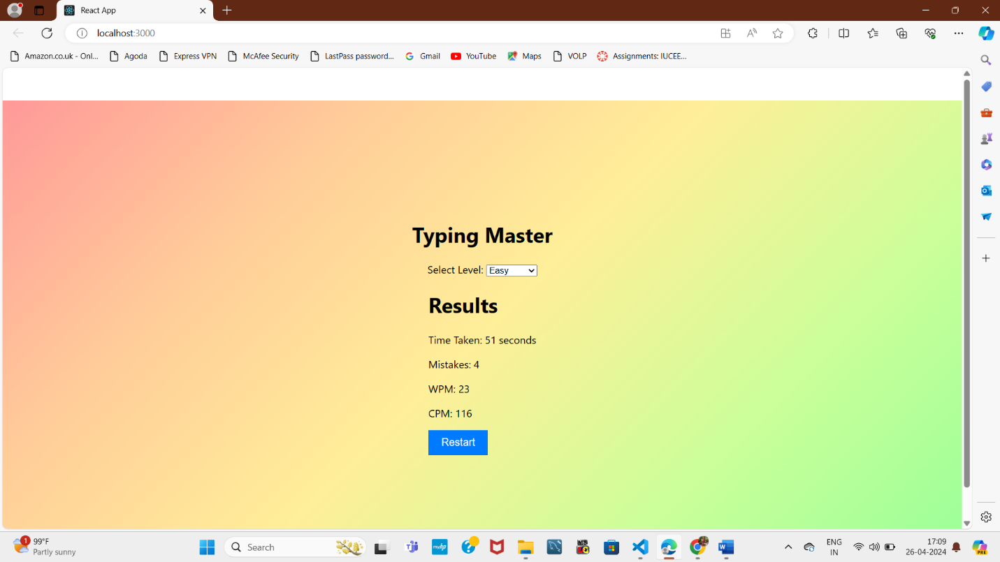 React App
localhost:3000
Amazon.co.uk - Onl... Agoda Express VPN McAfee Security LastPass password... Gmail YouTube Maps VOLP Assignments: IUCEE...
Typing Master
Select Level: Easy
Results
Time Taken: 51 seconds
Mistakes: 4
WPM: 23
CPM: 116
Restart
1 99°F
Partly sunny
Search
myhp
W
ENG
IN
17:09
26-04-2024
PRE